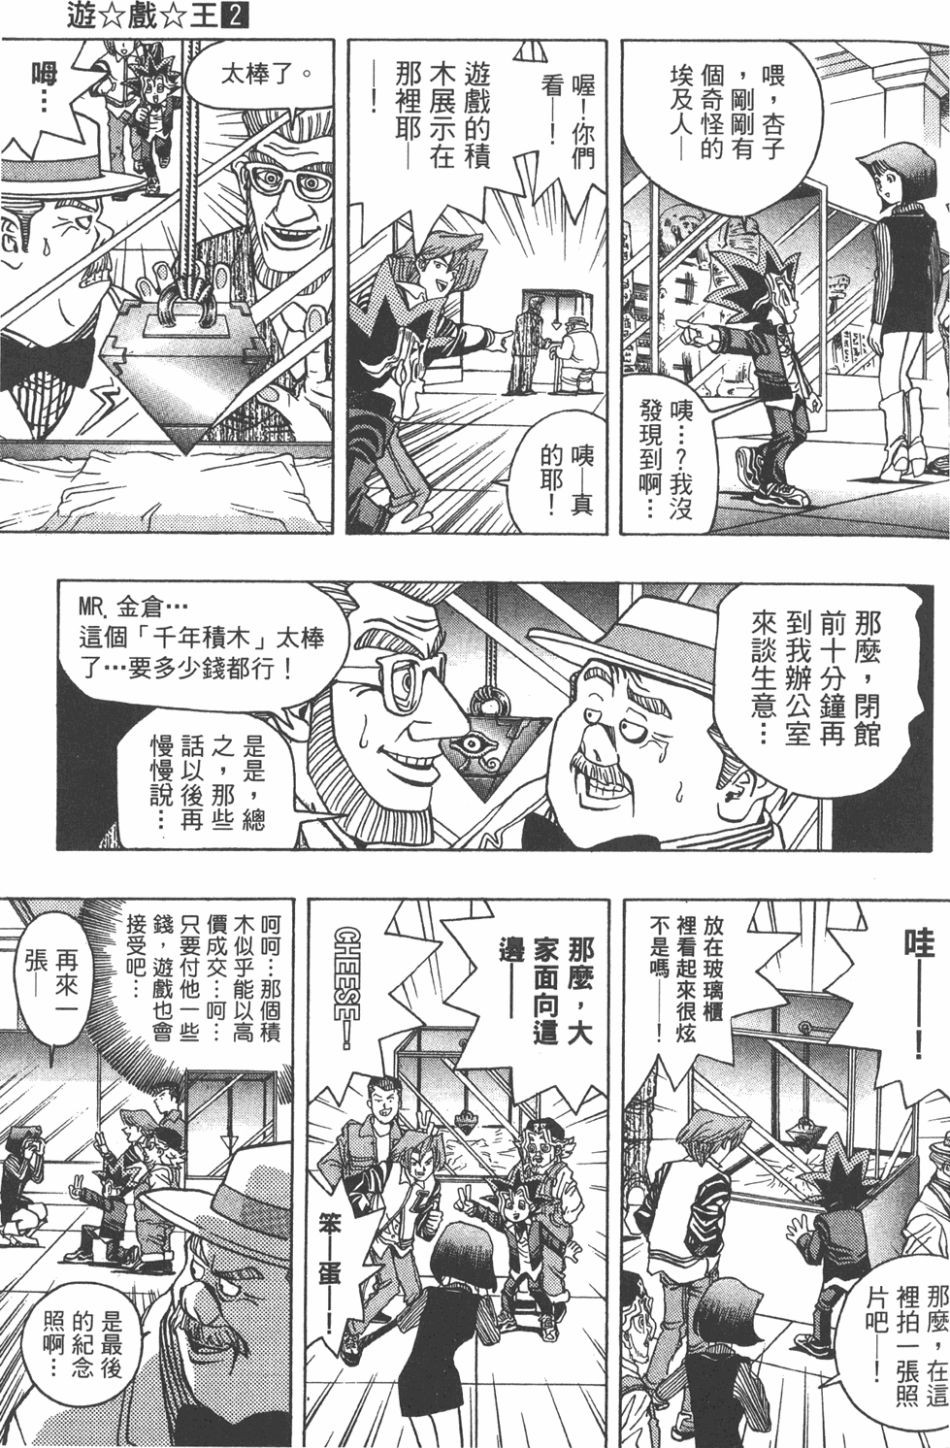 遊☆戲☆王2
喂，杏子
，剛剛有
個奇怪的
埃及人—
咦…?我沒
發現到啊…
喔!你們
看—!
遊戲的積
木展示在
那裡耶
—!
咦—真
的耶!
太棒了。
呣…
那麼，閉館
前十分鐘再
到我辦公室
來談生意…
MR. 金倉…
這個「千年積木」太棒
了…要多少錢都行!
是是，總
之，那些
話以後再
慢慢說…
哇—!
放在玻璃櫃
裡看起來很炫
不是嗎—!
那麼，在這
裡拍一張照
片吧—!
那麼，大
家面向這
邊—
CHEESE!
笨—蛋—!
呵呵…那個積
木似乎能以高
價成交…呵…
只要付他一些
錢，遊戲也會
接受吧…
再來一
張—
是最後
的紀念
照啊…